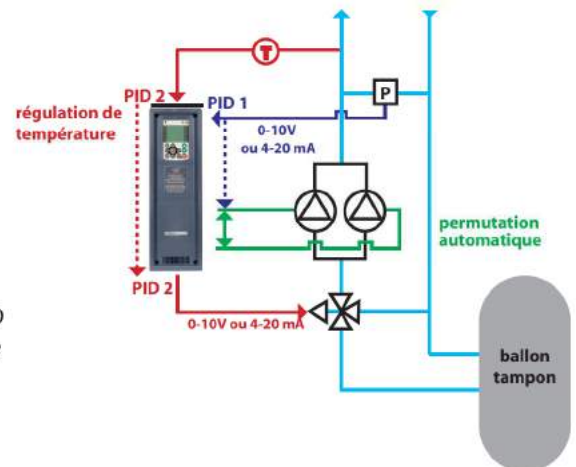 T
PID 2
PID 1
P
régulation de
température
0-10V
ou 4-20 mA
permutation
automatique
PID 2
0-10V ou 4-20 mA
ballon
tampon